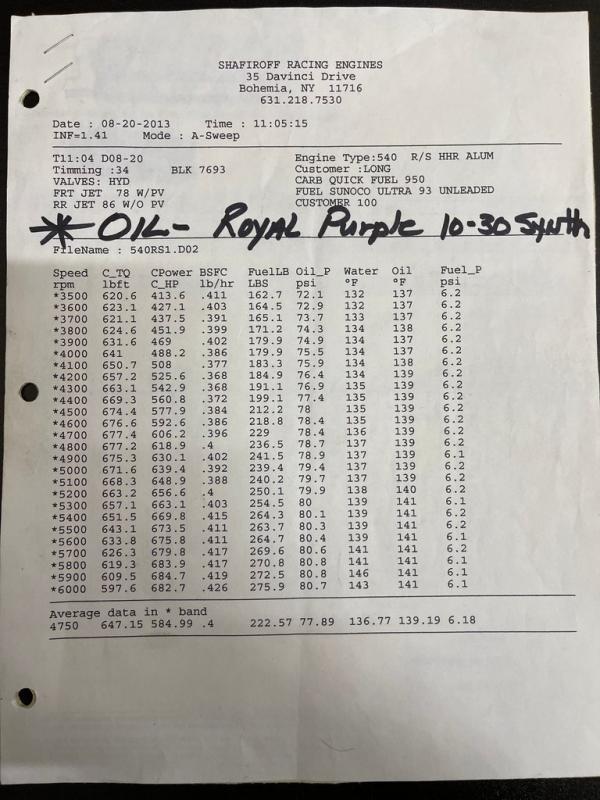 SHAFIROFF RACING ENGINES
35 Davinci Drive
Bohemia, NY 11716
631.218.7530
Date : 08-20-2013 Time : 11:05:15
INF=1.41 Mode : A-Sweep
T11:04 D08-20 Engine Type:540 R/S HHR ALUM
Timming :34 BLK 7693 Customer :LONG
VALVES: HYD CARB QUICK FUEL 950
FRT JET 78 W/PV FUEL SUNOCO ULTRA 93 UNLEADED
RR JET 86 W/O PV CUSTOMER 100
* OIL- Royal Purple 10-30 Synth
FileName : 540RS1.D02
Speed C_TQ CPower BSFC FuelLB Oil_P Water Oil Fuel_P
rpm lbft C_HP lb/hr LBS psi °F °F psi
*3500 620.6 413.6 .411 162.7 72.1 132 137 6.2
*3600 623.1 427.1 .403 164.5 72.9 132 137 6.2
*3700 621.1 437.5 .391 165.1 73.7 133 137 6.2
*3800 624.6 451.9 .399 171.2 74.3 134 138 6.2
*3900 631.6 469 .402 179.9 74.9 134 137 6.2
*4000 641 488.2 .386 179.9 75.5 134 137 6.2
*4100 650.7 508 .377 183.3 75.9 134 138 6.2
*4200 657.2 525.6 .368 184.9 76.4 134 139 6.2
*4300 663.1 542.9 .368 191.1 76.9 135 139 6.2
*4400 669.3 560.8 .372 199.1 77.4 135 139 6.2
*4500 674.4 577.9 .384 212.2 78 135 139 6.2
*4600 676.6 592.6 .386 218.8 78.4 135 139 6.2
*4700 677.4 606.2 .396 229 78.4 136 139 6.2
*4800 677.2 618.9 .4 236.5 78.7 137 139 6.2
*4900 675.3 630.1 .402 241.5 78.9 137 139 6.1
*5000 671.6 639.4 .392 239.4 79.4 137 139 6.2
*5100 668.3 648.9 .388 240.2 79.7 137 139 6.2
*5200 663.2 656.6 .4 250.1 79.9 138 140 6.2
*5300 657.1 663.1 .403 254.5 80 139 141 6.1
*5400 651.5 669.8 .415 264.3 80.1 139 141 6.2
*5500 643.1 673.5 .411 263.7 80.3 139 141 6.2
*5600 633.8 675.8 .411 264.7 80.4 139 141 6.1
*5700 626.3 679.8 .417 269.6 80.6 141 141 6.2
*5800 619.3 683.9 .417 270.8 80.8 141 141 6.1
*5900 609.5 684.7 .419 272.5 80.8 146 141 6.1
*6000 597.6 682.7 .426 275.9 80.7 143 141 6.1
Average data in * band
4750 647.15 584.99 .4 222.57 77.89 136.77 139.19 6.18